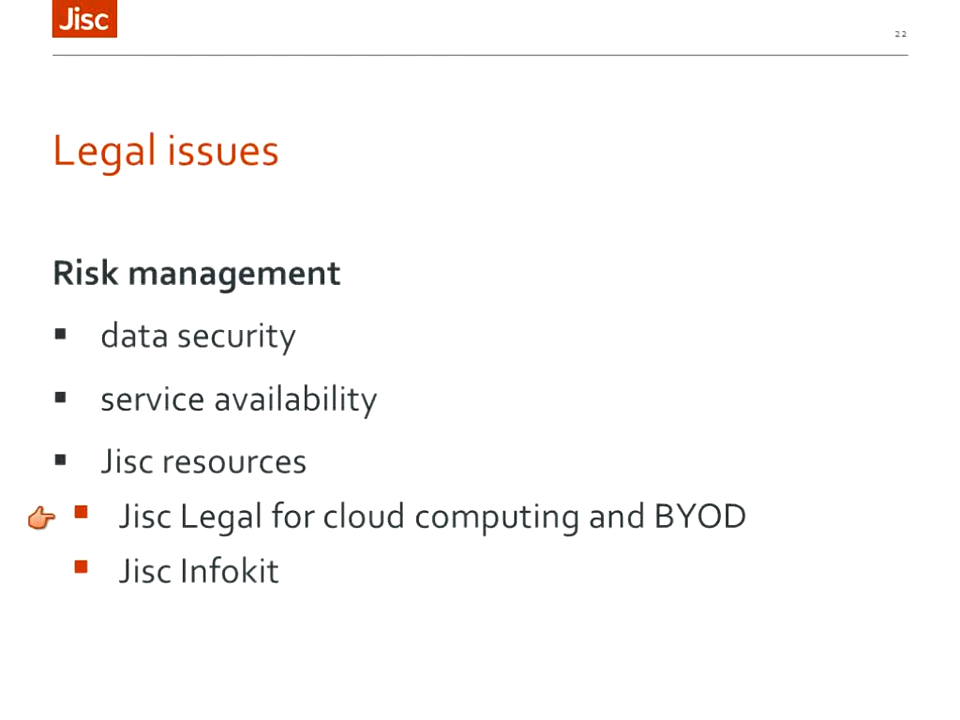 Jisc
22
Legal issues
Risk management
▪ data security
▪ service availability
▪ Jisc resources
▪ Jisc Legal for cloud computing and BYOD
▪ Jisc Infokit